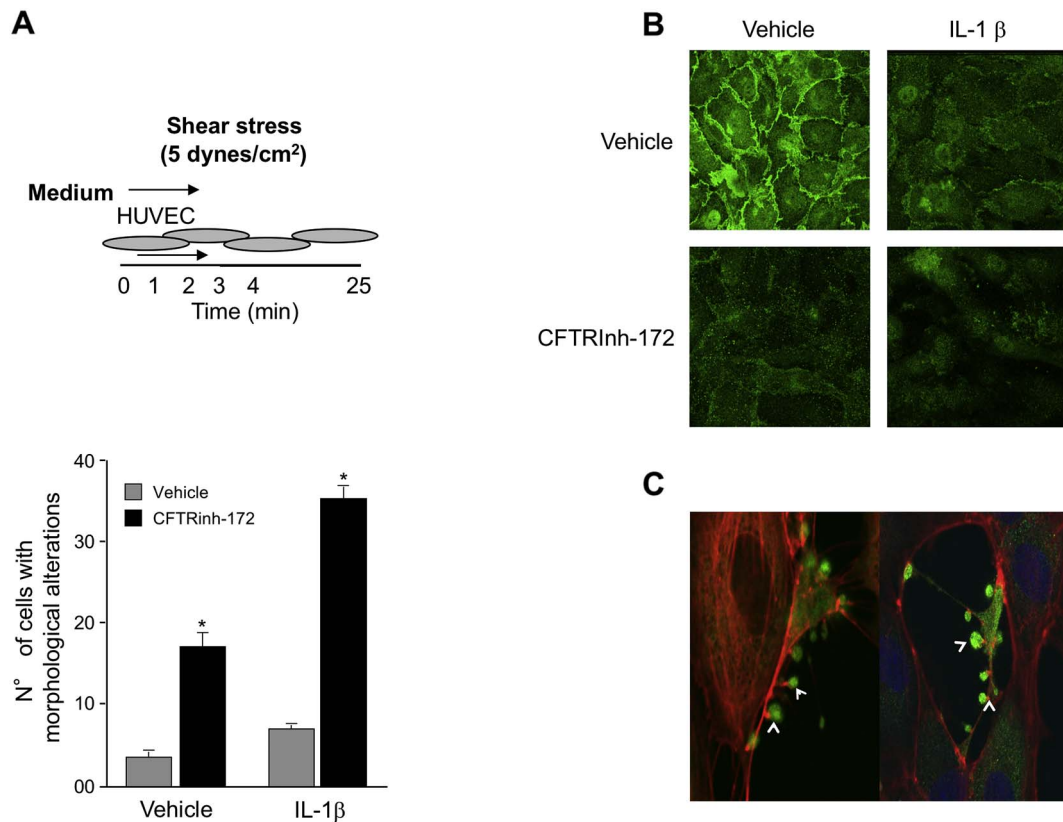 A
Shear stress
(5 dynes/cm²)
Medium
HUVEC
0 1 2 3 4 25
Time (min)
40
30
20
10
00
N° of cells with
morphological alterations
Vehicle
CFTRinh-172
*
*
Vehicle IL-1β
B
Vehicle IL-1 β
Vehicle
CFTRInh-172
C